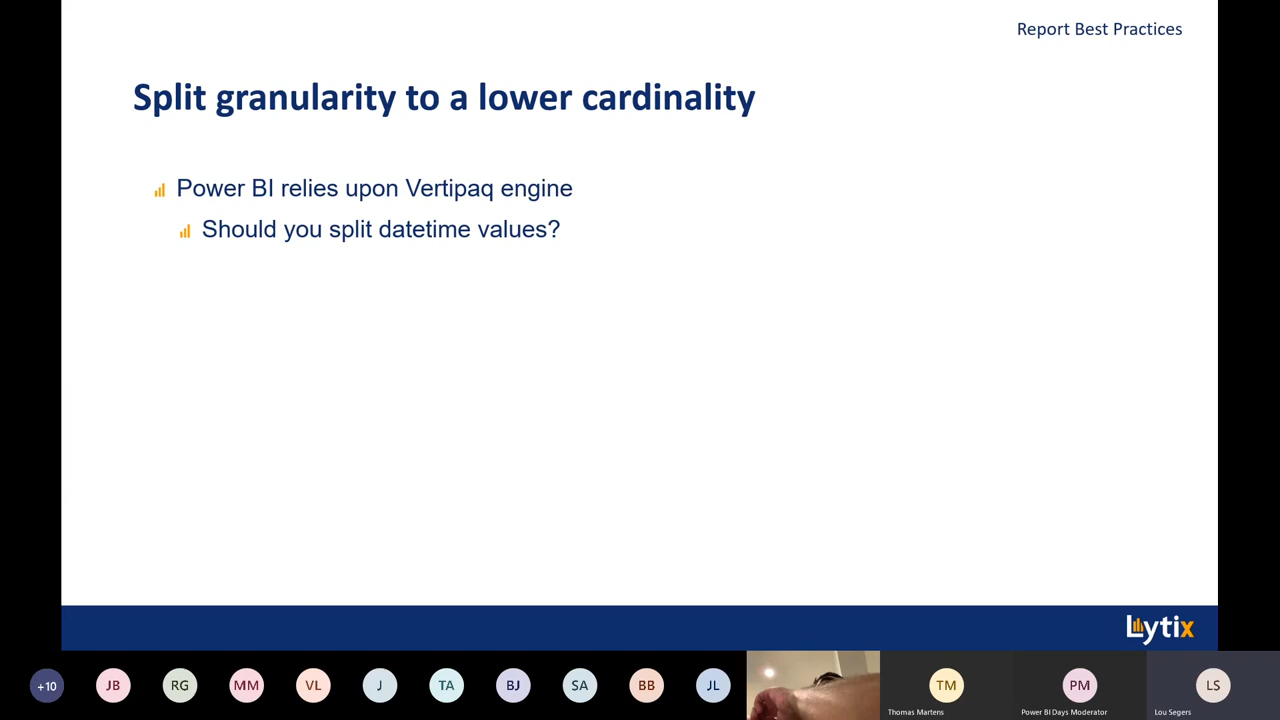 Report Best Practices
Split granularity to a lower cardinality
Power BI relies upon Vertipaq engine
Should you split datetime values?
Lytix
+10
JB
RG
MM
VL
J
TA
BJ
SA
BB
JL
TM
PM
LS
Thomas Martens
Power BI Days Moderator
Lou Segers